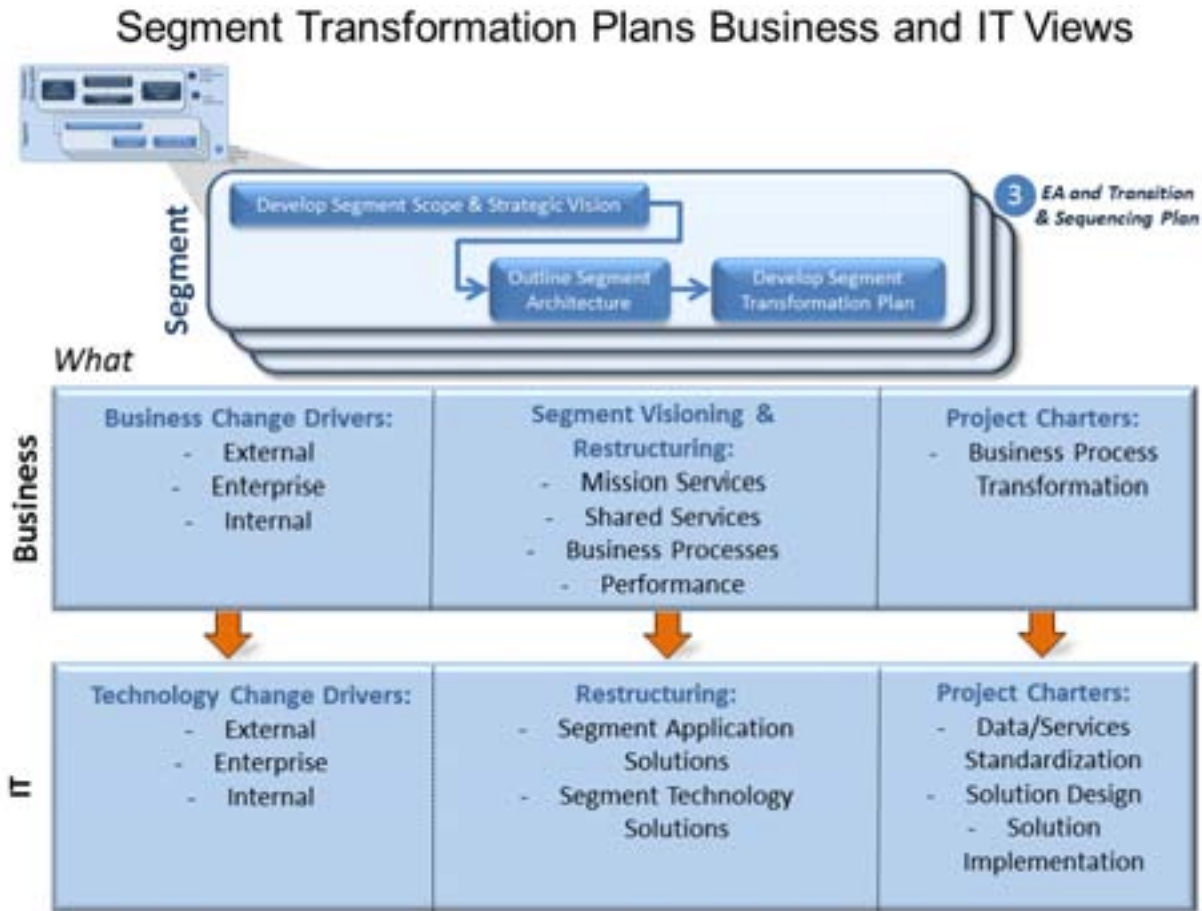 Segment Transformation Plans Business and IT Views
Segment
Develop Segment Scope & Strategic Vision
Outline Segment
Architecture
Develop Segment
Transformation Plan
3
EA and Transition
& Sequencing Plan
What
Business
Business Change Drivers:
- External
- Enterprise
- Internal
Segment Visioning &
Restructuring:
- Mission Services
- Shared Services
- Business Processes
- Performance
Project Charters:
- Business Process
Transformation
IT
Technology Change Drivers:
- External
- Enterprise
- Internal
Restructuring:
- Segment Application
Solutions
- Segment Technology
Solutions
Project Charters:
- Data/Services
Standardization
- Solution Design
- Solution
Implementation